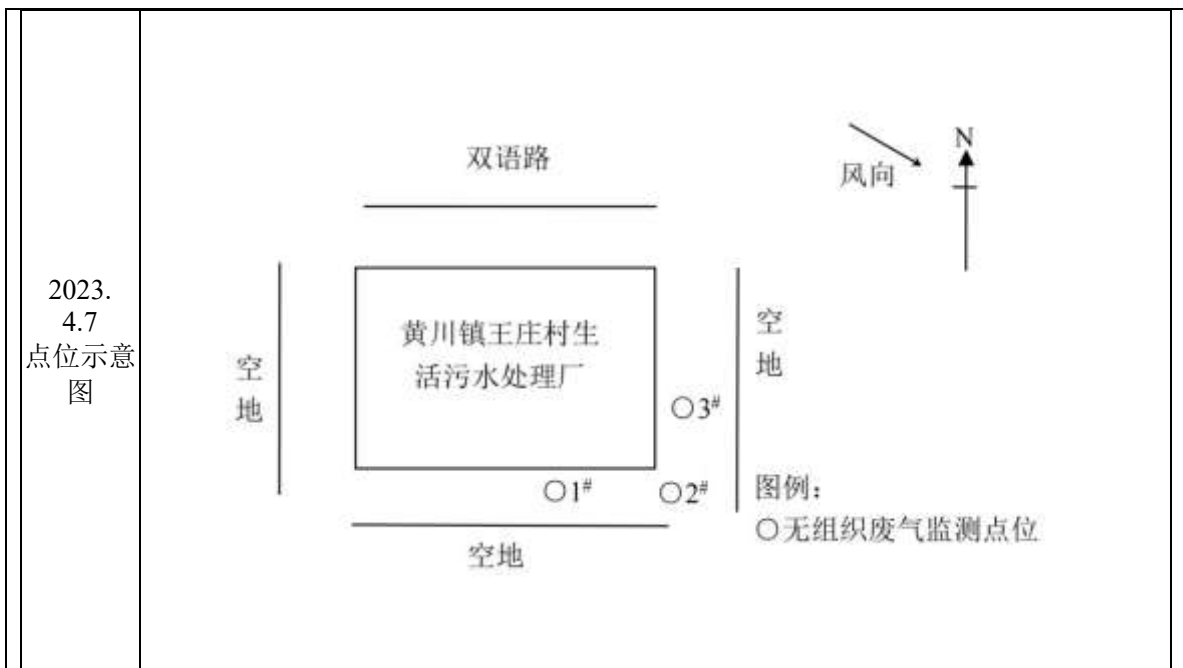 2023.
4.7
点位示意
图
双语路
风向
N
黄川镇王庄村生
活污水处理厂
空
地
空
地
○3#
○1#
○2#
空地
图例：
○无组织废气监测点位